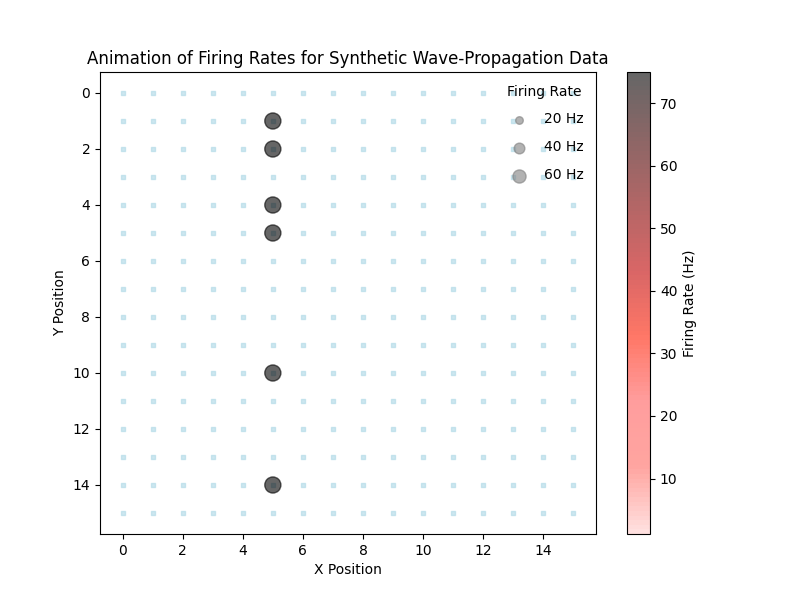 Animation of Firing Rates for Synthetic Wave-Propagation Data
Firing Rate
20 Hz
40 Hz
60 Hz
0
2
4
6
8
10
12
14
Y Position
0 2 4 6 8 10 12 14
X Position
70
60
50
40
30
20
10
Firing Rate (Hz)